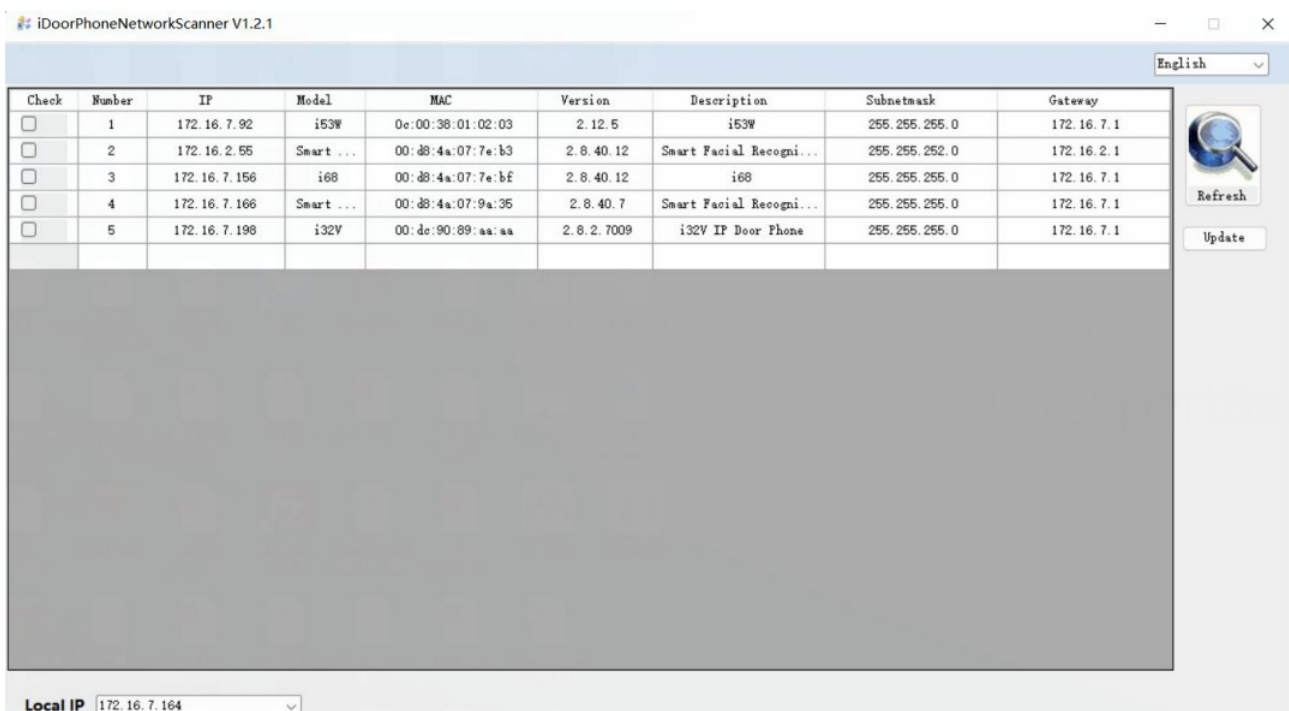 iDoorPhoneNetworkScanner V1.2.1
English
Check Number IP Model MAC Version Description Subnetmask Gateway
1 172.16.7.92 i53W 0c:00:38:01:02:03 2.12.5 i53W 255.255.255.0 172.16.7.1
2 172.16.2.55 Smart ... 00:d8:4a:07:7e:b3 2.8.40.12 Smart Facial Recogni... 255.255.252.0 172.16.2.1
3 172.16.7.156 i68 00:d8:4a:07:7e:bf 2.8.40.12 i68 255.255.255.0 172.16.7.1
4 172.16.7.166 Smart ... 00:d8:4a:07:9a:35 2.8.40.7 Smart Facial Recogni... 255.255.255.0 172.16.7.1
5 172.16.7.198 i32V 00:dc:90:89:aa:aa 2.8.2.7009 i32V IP Door Phone 255.255.255.0 172.16.7.1
Refresh
Update
Local IP 172.16.7.164